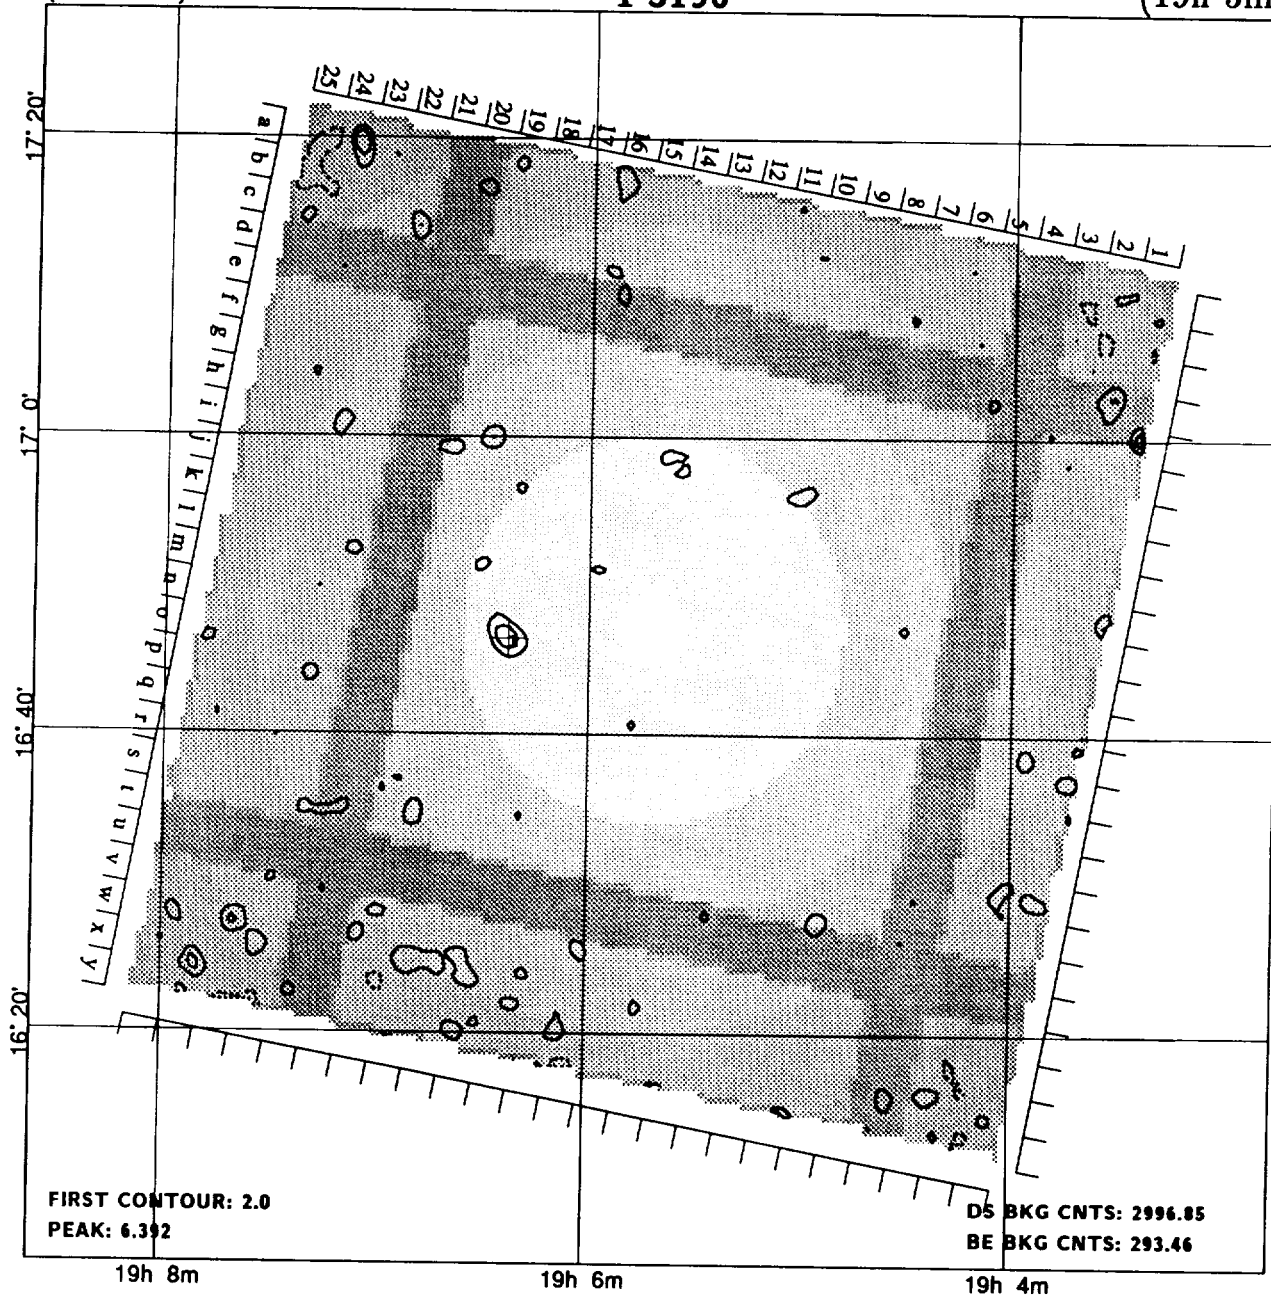 25 24 23 22 21 20 19 18 17 16 15 14 13 12 11 10 9 8 7 6 5 4 3 2 1
17° 20'
a b c d e f g h i j k l m n o p q r s t u v w x y
17° 0'
16° 40'
16° 20'
FIRST CONTOUR: 2.0
PEAK: 6.392
DS BKG CNTS: 2996.85
BE BKG CNTS: 293.46
19h 8m
19h 6m
19h 4m